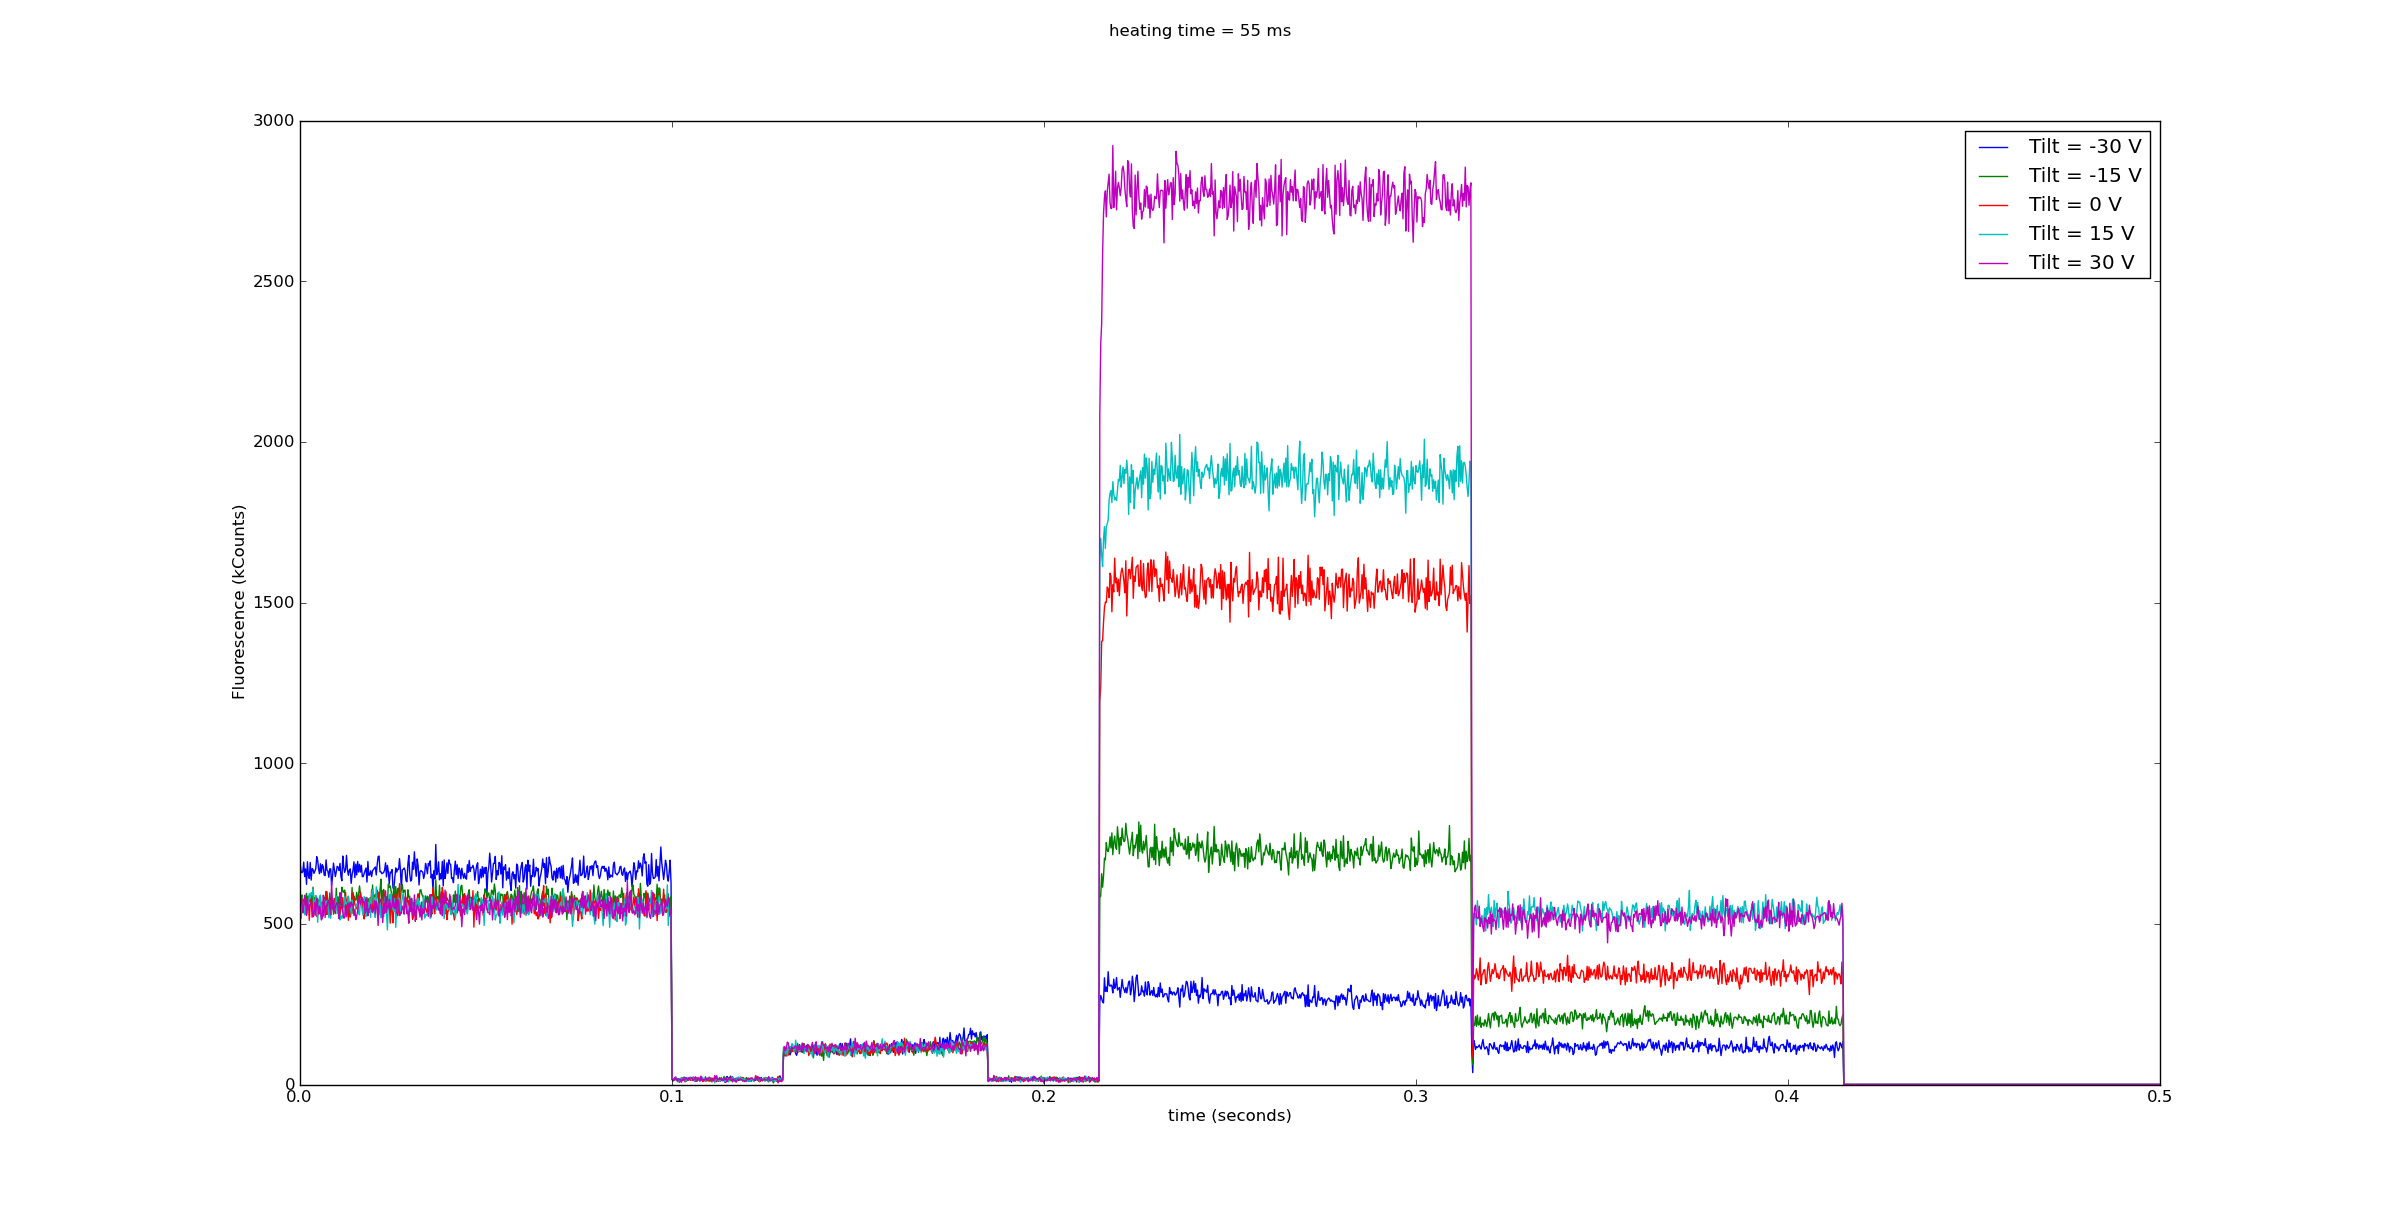 heating time = 55 ms
3000
2500
2000
1500
1000
500
0
Fluorescence (kCounts)
Tilt = -30 V
Tilt = -15 V
Tilt = 0 V
Tilt = 15 V
Tilt = 30 V
0.0 0.1 0.2 0.3 0.4 0.5
time (seconds)